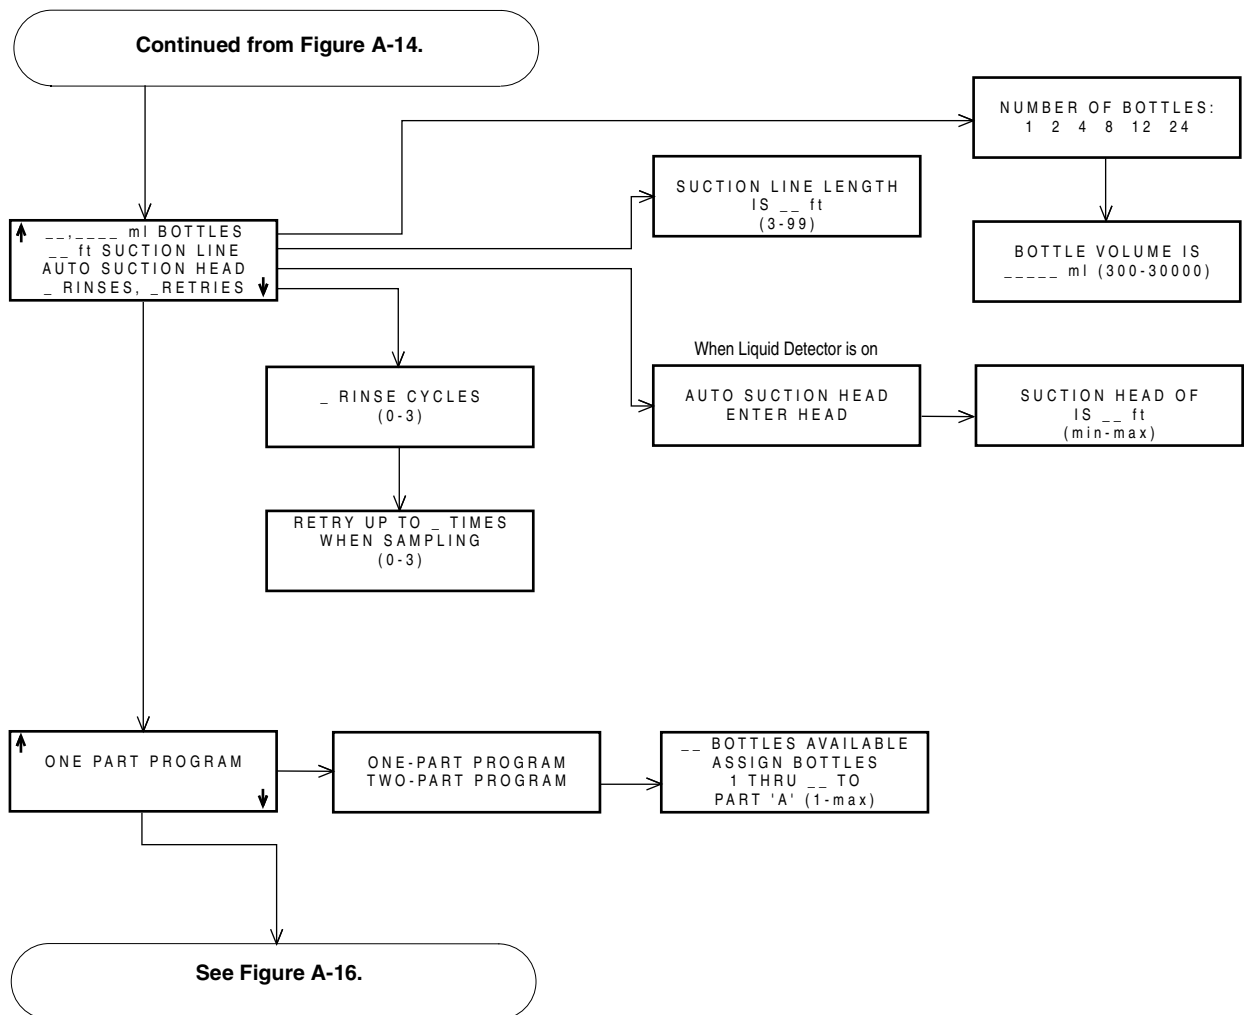 Continued from Figure A-14.
NUMBER OF BOTTLES:
1 2 4 8 12 24
SUCTION LINE LENGTH
IS __ ft
(3-99)
__,____ ml BOTTLES
__ ft SUCTION LINE
AUTO SUCTION HEAD
_ RINSES, _RETRIES
BOTTLE VOLUME IS
_____ ml (300-30000)
When Liquid Detector is on
AUTO SUCTION HEAD
ENTER HEAD
SUCTION HEAD OF
IS __ ft
(min-max)
_ RINSE CYCLES
(0-3)
RETRY UP TO _ TIMES
WHEN SAMPLING
(0-3)
ONE PART PROGRAM
ONE-PART PROGRAM
TWO-PART PROGRAM
__ BOTTLES AVAILABLE
ASSIGN BOTTLES
1 THRU __ TO
PART 'A' (1-max)
See Figure A-16.